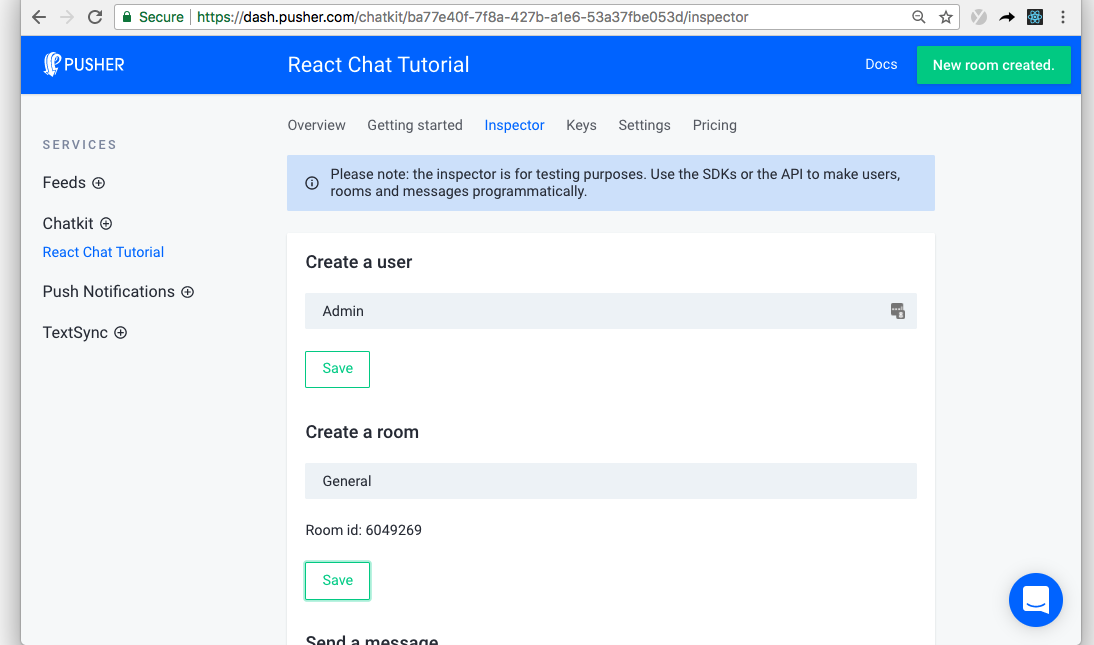 Secure https://dash.pusher.com/chatkit/ba77e40f-7f8a-427b-a1e6-53a37fbe053d/inspector
PUSHER
React Chat Tutorial
Docs
New room created.
SERVICES
Feeds
Chatkit
React Chat Tutorial
Push Notifications
TextSync
Overview Getting started Inspector Keys Settings Pricing
Please note: the inspector is for testing purposes. Use the SDKs or the API to make users,
rooms and messages programmatically.
Create a user
Admin
Save
Create a room
General
Room id: 6049269
Save
Send a message